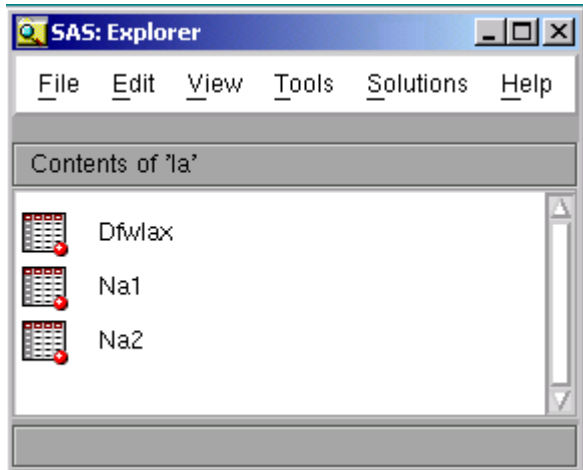 SAS: Explorer
File Edit View Tools Solutions Help
Contents of 'la'
Dfwlax
Na1
Na2